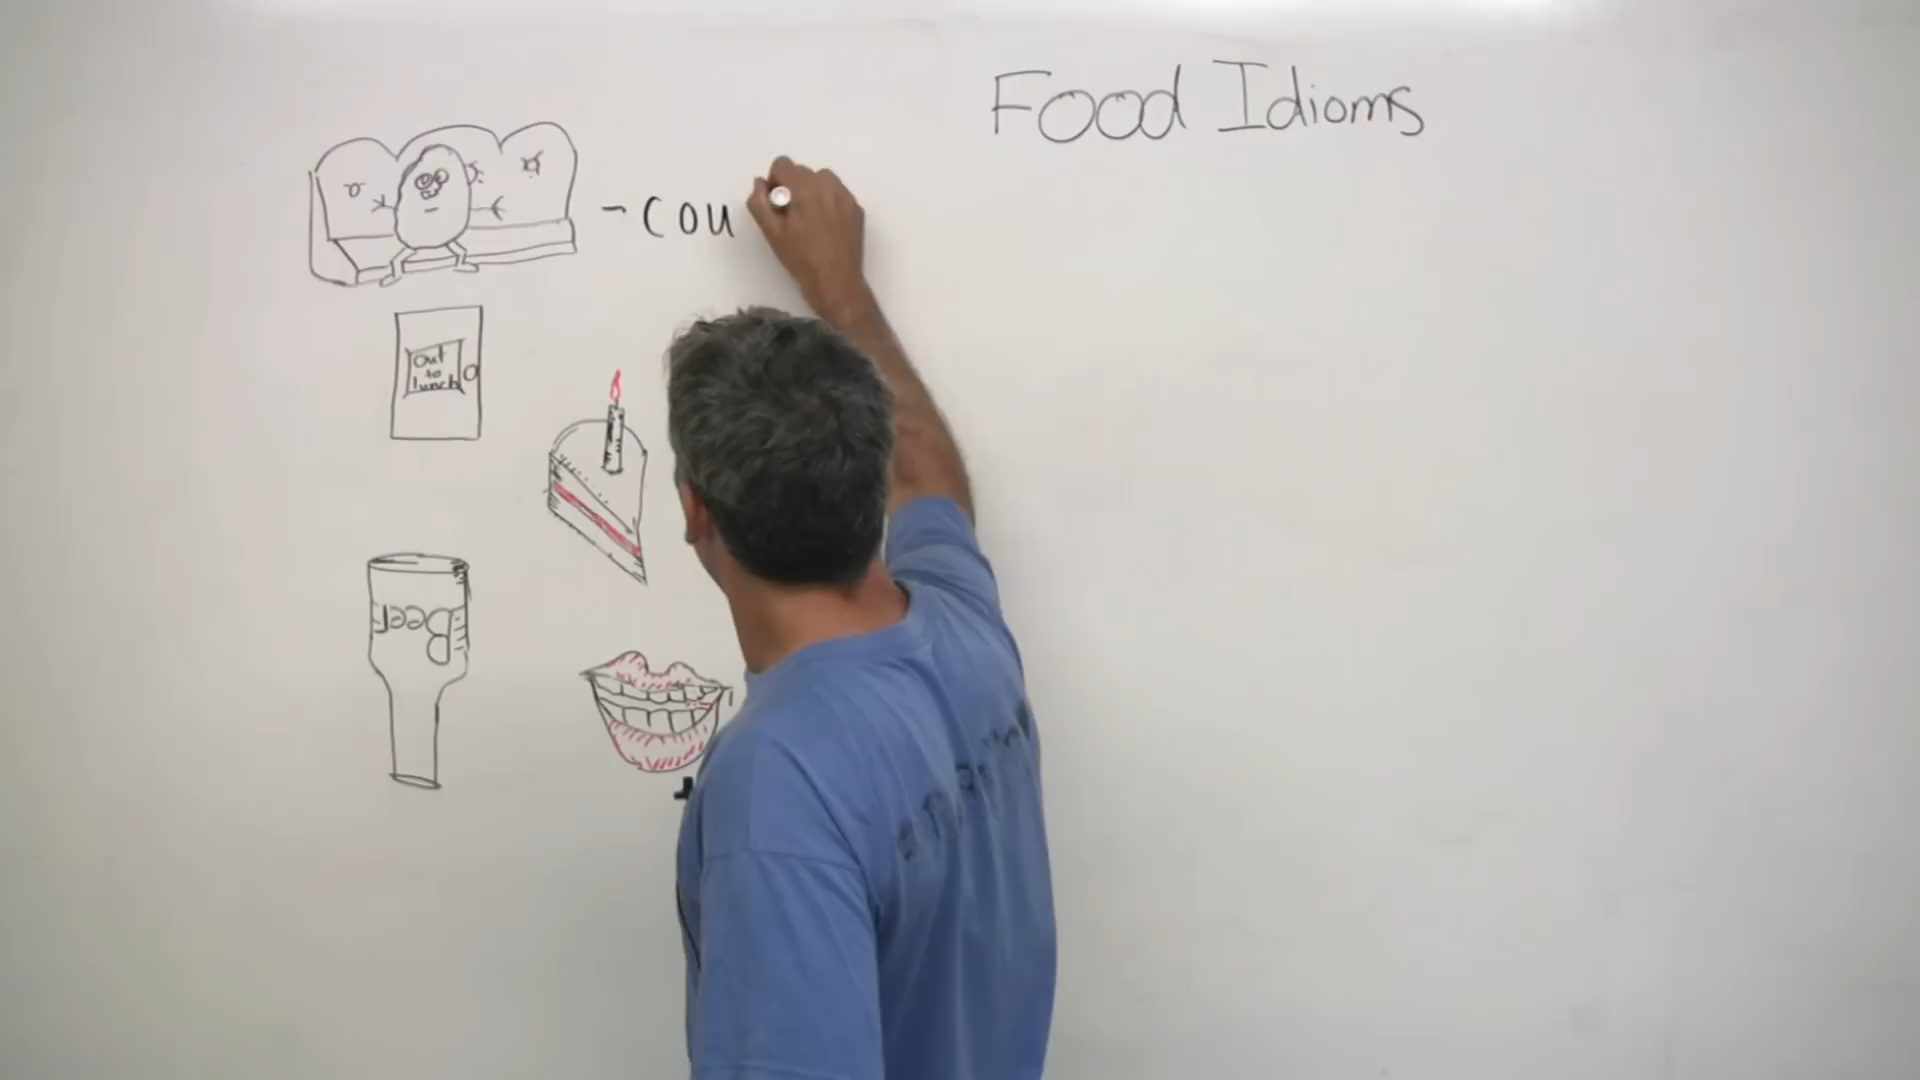 Food Idioms
- cou
Out
to
lunch
Beer